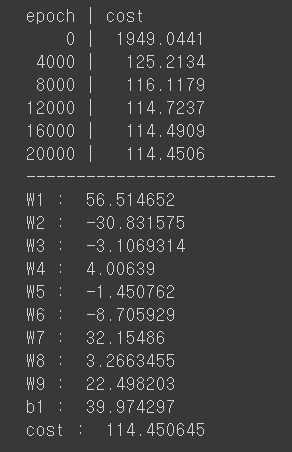 epoch | cost
0 | 1949.0441
4000 | 125.2134
8000 | 116.1179
12000 | 114.7237
16000 | 114.4909
20000 | 114.4506
-------------------------
W1 : 56.514652
W2 : -30.831575
W3 : -3.1069314
W4 : 4.00639
W5 : -1.450762
W6 : -8.705929
W7 : 32.15486
W8 : 3.2663455
W9 : 22.498203
b1 : 39.974297
cost : 114.450645